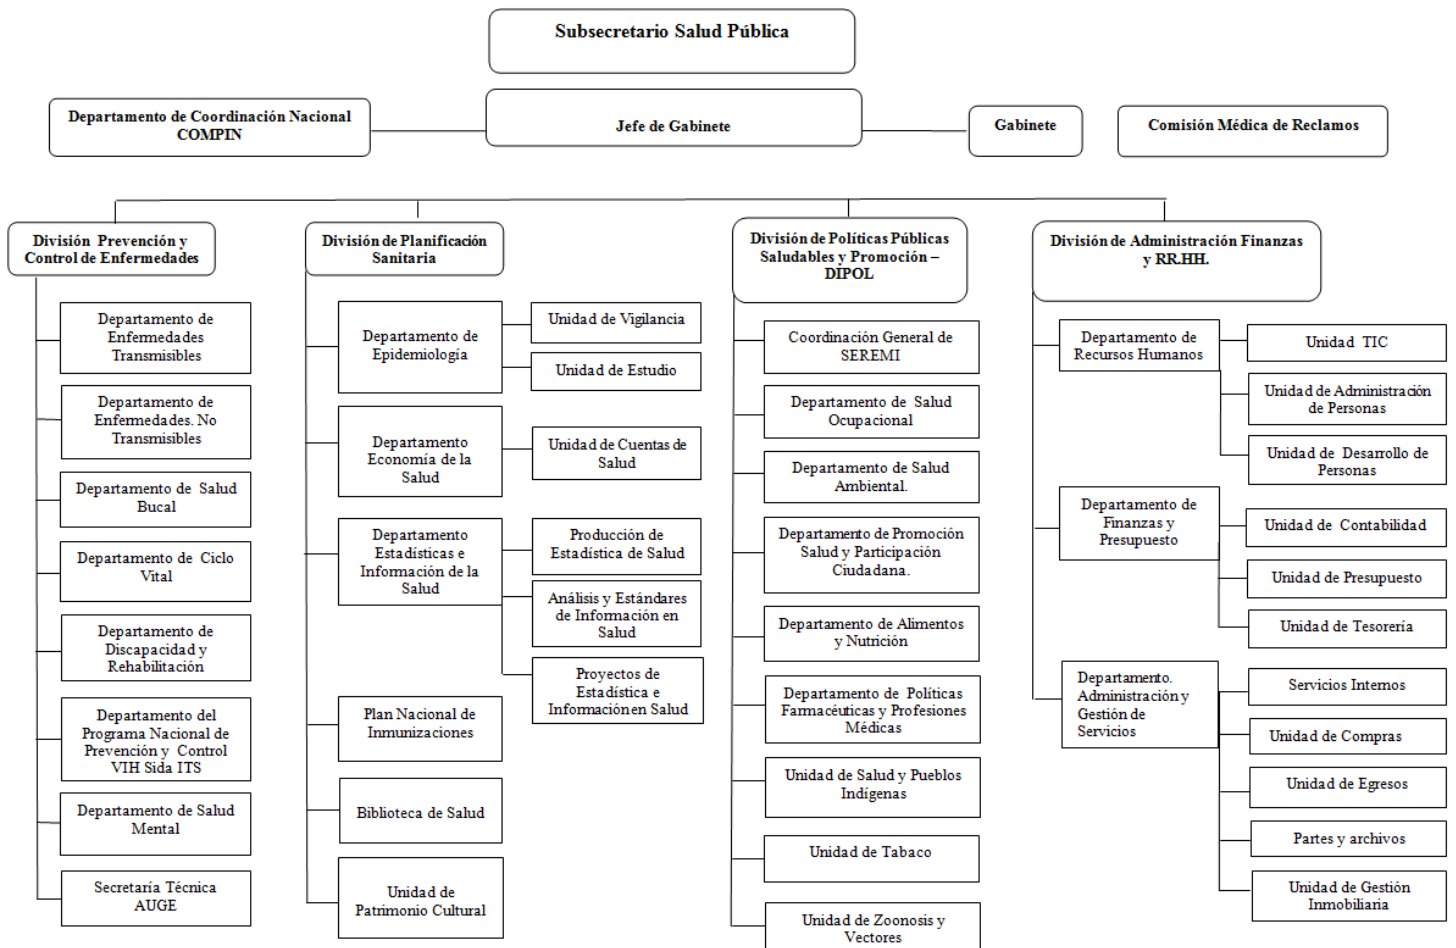 Subsecretario Salud Pública
Departamento de Coordinación Nacional
COMPIN
Jefe de Gabinete
Gabinete
Comisión Médica de Reclamos
División Prevención y
Control de Enfermedades
Departamento de
Enfermedades
Transmisibles
Departamento de
Enfermedades. No
Transmisibles
Departamento de Salud
Bucal
Departamento de Ciclo
Vital
Departamento de
Discapacidad y
Rehabilitación
Departamento del
Programa Nacional de
Prevención y Control
VIH Sida ITS
Departamento de Salud
Mental
Secretaría Técnica
AUGE
División de Planificación
Sanitaria
Departamento de
Epidemiología
Unidad de Vigilancia
Unidad de Estudio
Departamento
Economía de la
Salud
Unidad de Cuentas de
Salud
Departamento
Estadísticas e
Información de la
Salud
Producción de
Estadística de Salud
Análisis y Estándares
de Información en
Salud
Proyectos de
Estadística e
Información en Salud
Plan Nacional de
Inmunizaciones
Biblioteca de Salud
Unidad de
Patrimonio Cultural
División de Políticas Públicas
Saludables y Promoción –
DIPOL
Coordinación General de
SEREMI
Departamento de Salud
Ocupacional
Departamento de Salud
Ambiental.
Departamento de Promoción
Salud y Participación
Ciudadana.
Departamento de Alimentos
y Nutrición
Departamento de Políticas
Farmacéuticas y Profesiones
Médicas
Unidad de Salud y Pueblos
Indígenas
Unidad de Tabaco
Unidad de Zoonosis y
Vectores
División de Administración Finanzas
y RR.HH.
Departamento de
Recursos Humanos
Unidad TIC
Unidad de Administración
de Personas
Unidad de Desarrollo de
Personas
Departamento de
Finanzas y
Presupuesto
Unidad de Contabilidad
Unidad de Presupuesto
Unidad de Tesorería
Departamento.
Administración y
Gestión de
Servicios
Servicios Internos
Unidad de Compras
Unidad de Egresos
Partes y archivos
Unidad de Gestión
Inmobiliaria